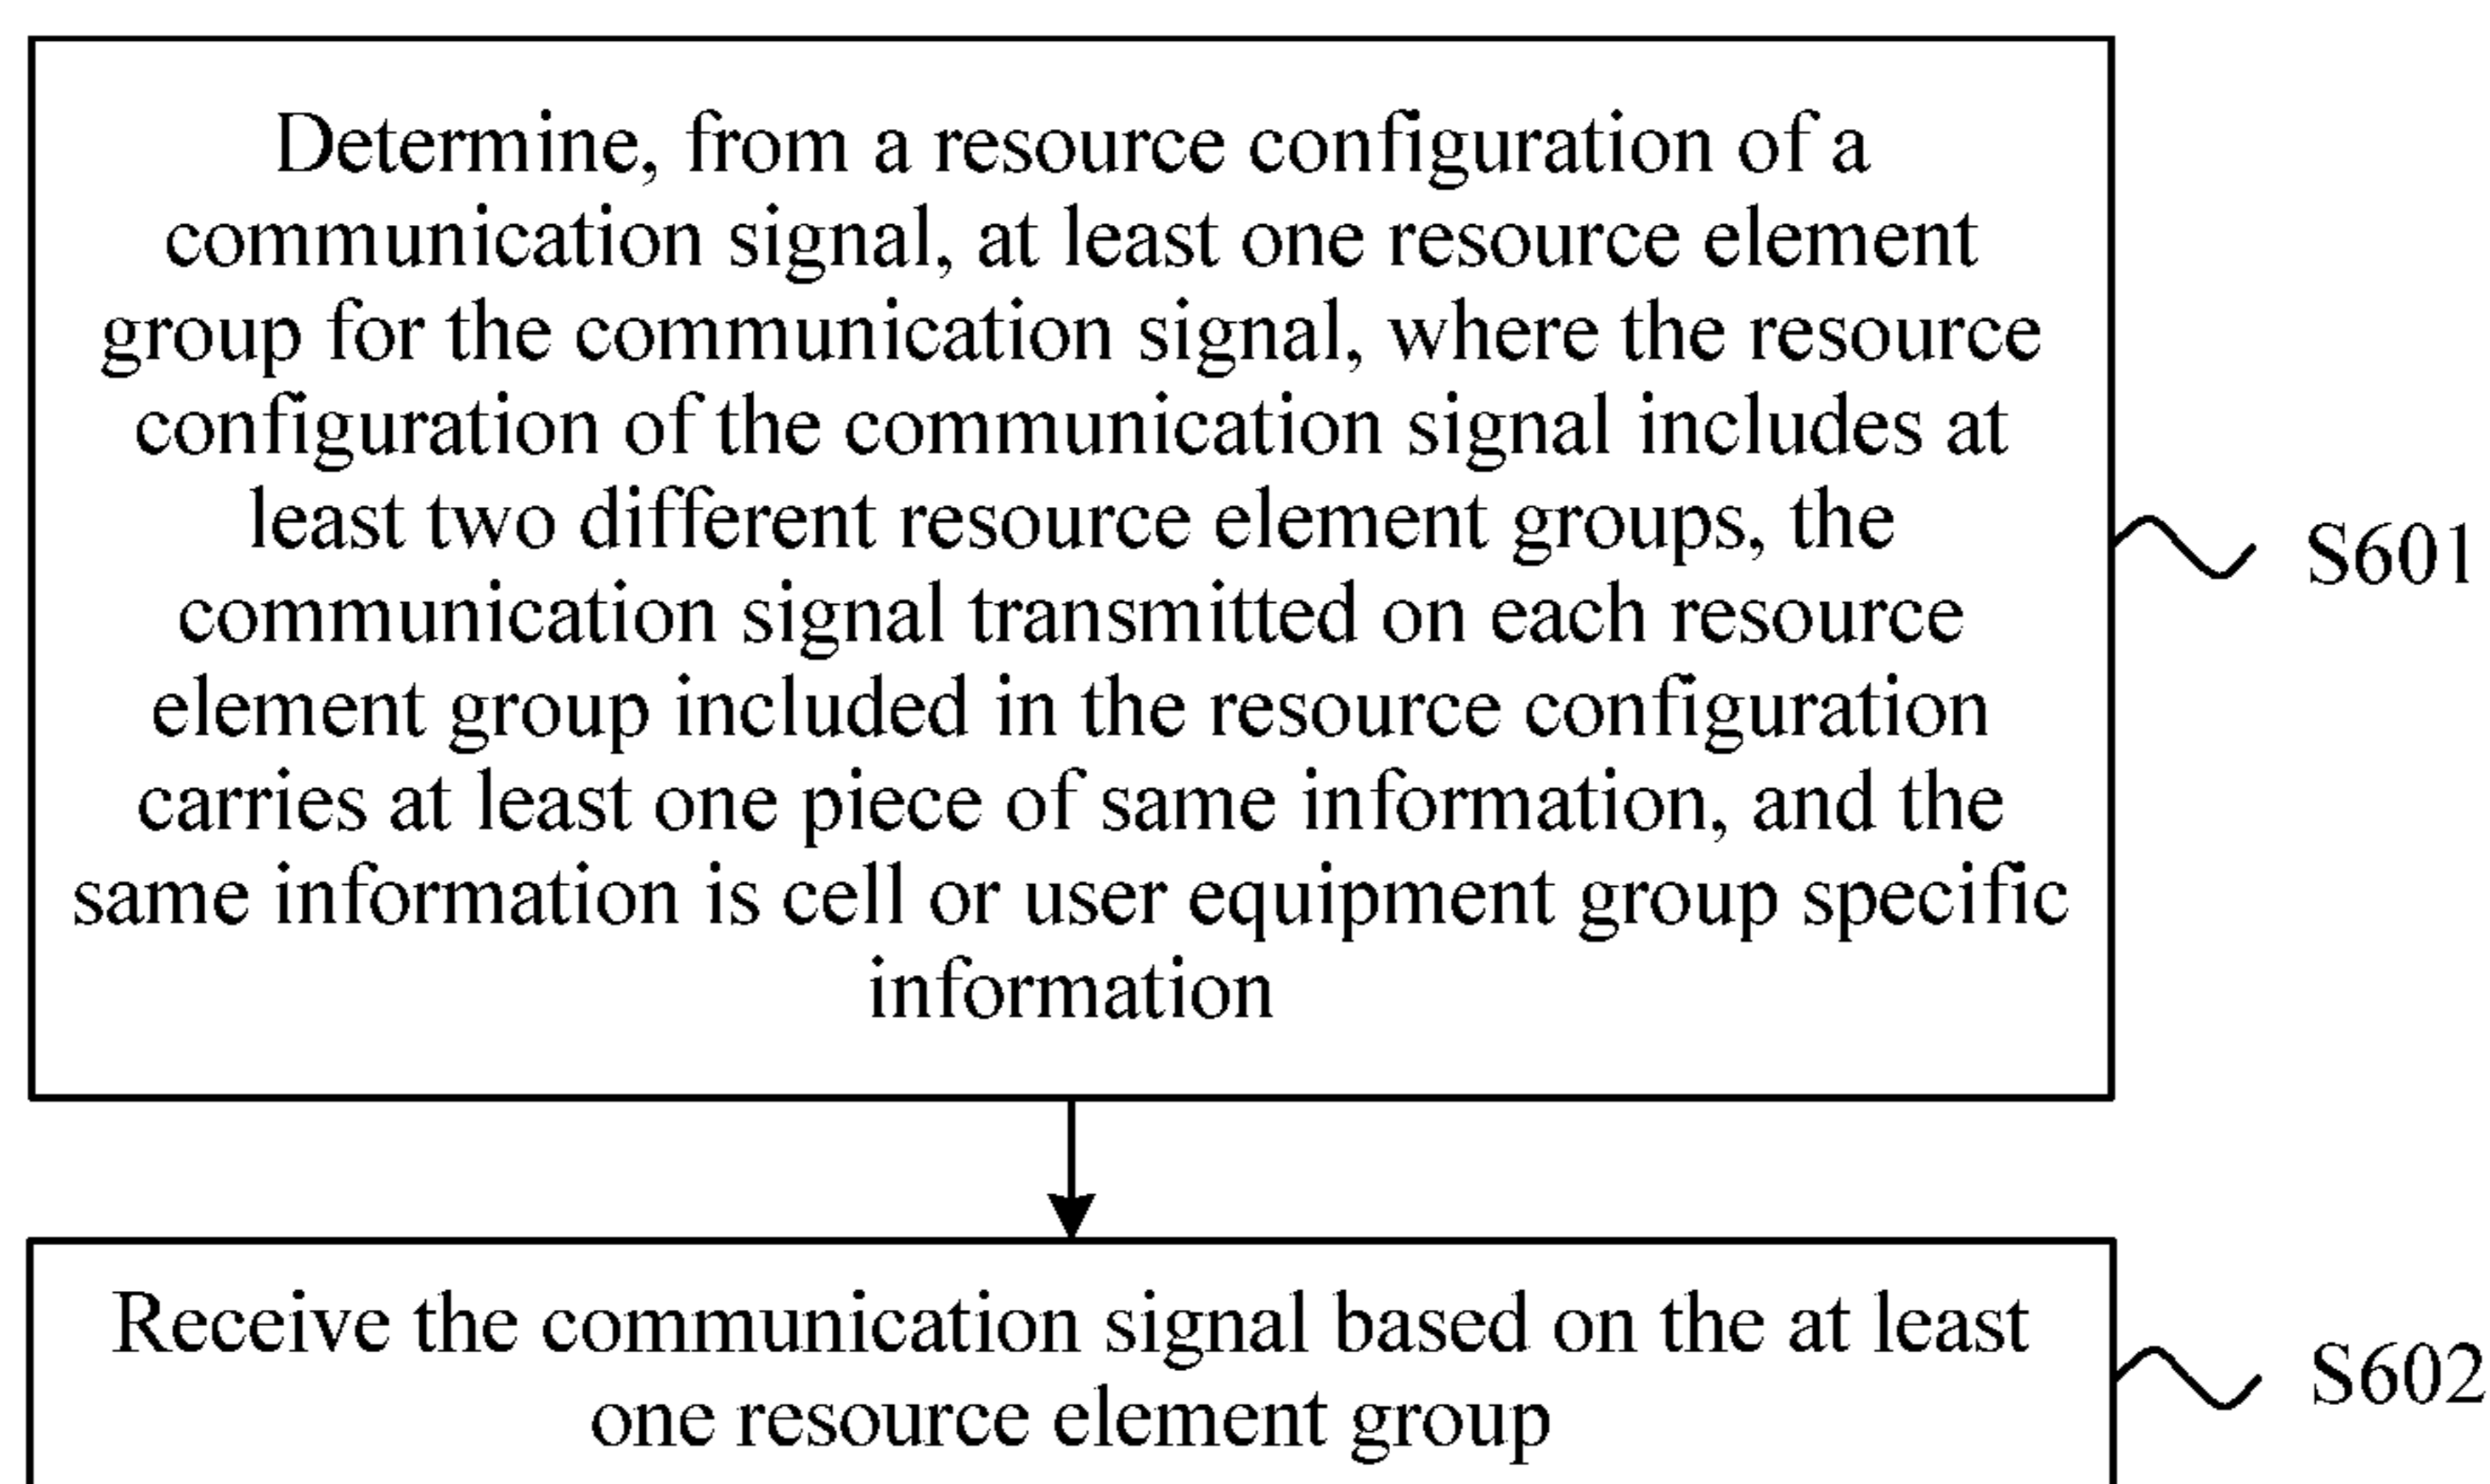 Determine, from a resource configuration of a
communication signal, at least one resource element
group for the communication signal, where the resource
configuration of the communication signal includes at
least two different resource element groups, the
communication signal transmitted on each resource
element group included in the resource configuration
carries at least one piece of same information, and the
same information is cell or user equipment group specific
information
S601
Receive the communication signal based on the at least
one resource element group
S602